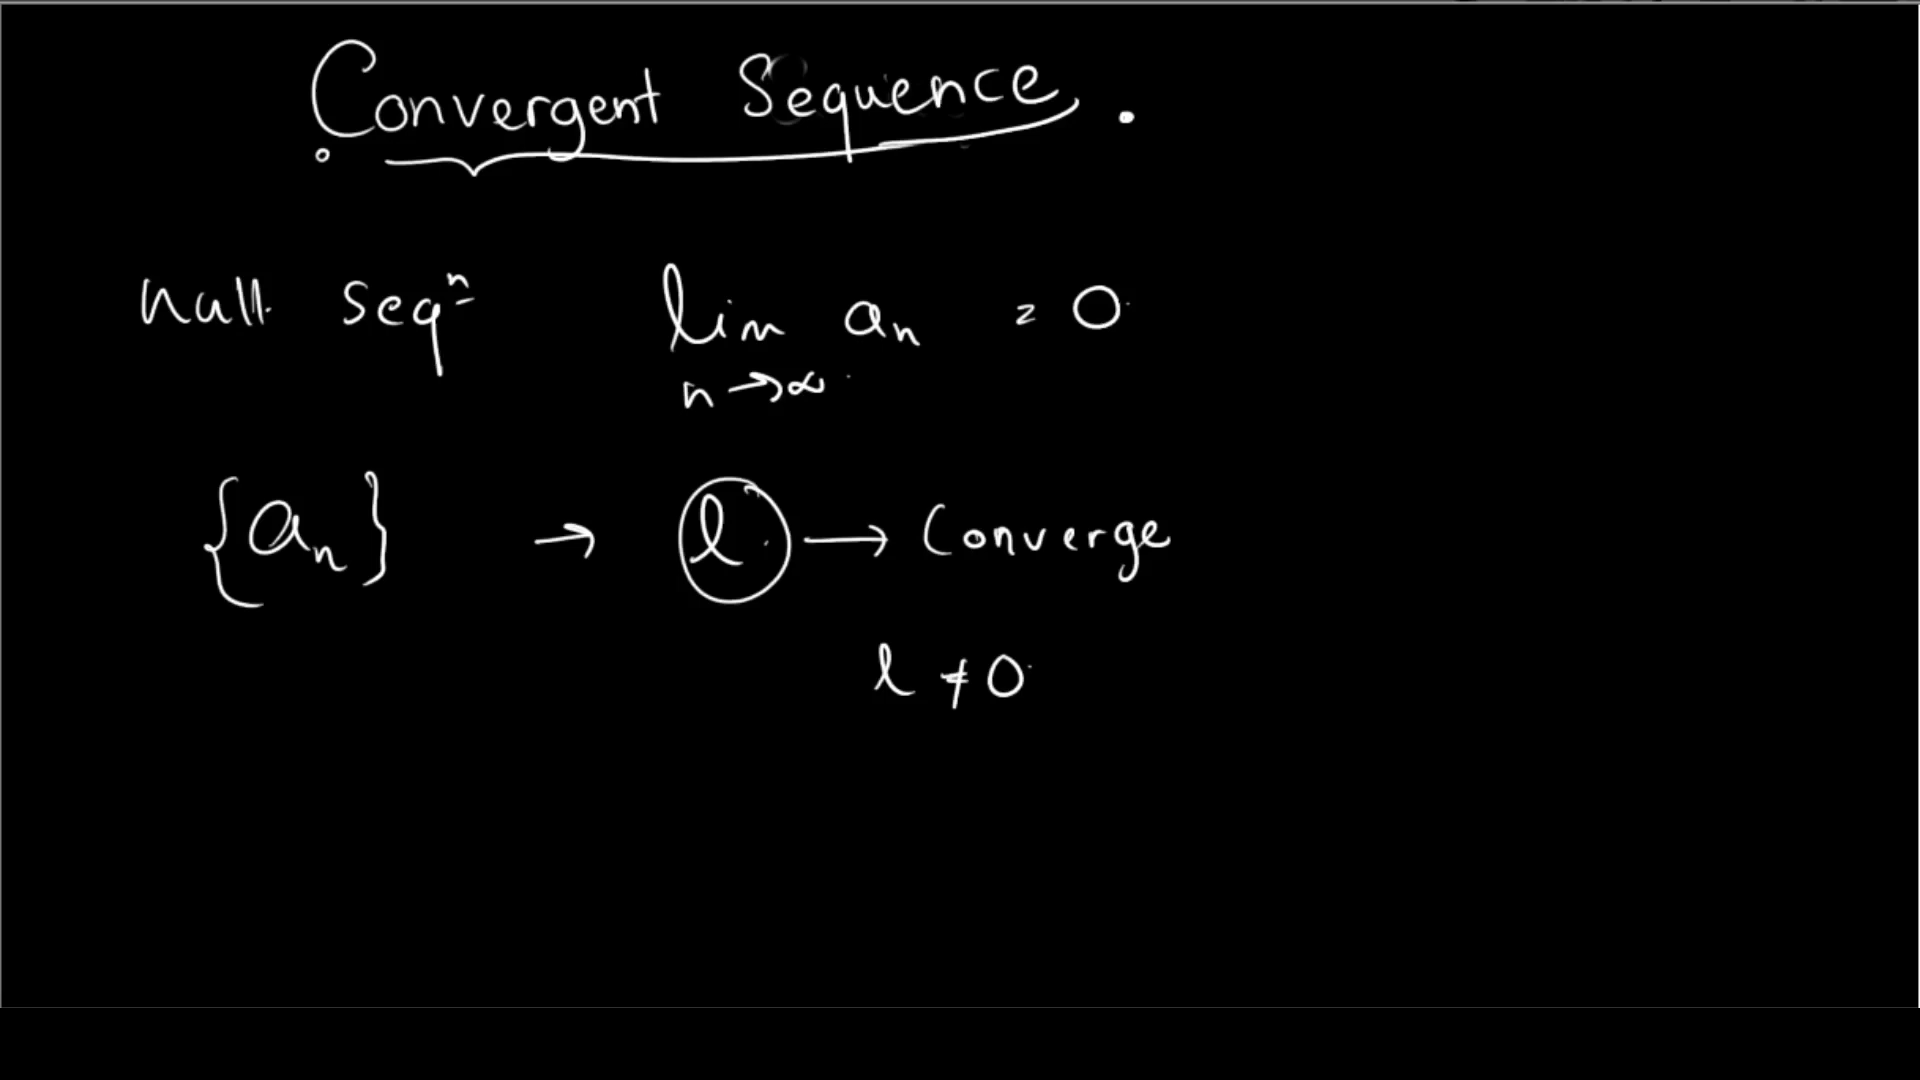 Convergent Sequence.
null seqⁿ lim aₙ = 0
n → ∞
{aₙ} → l → Converge
l ≠ 0